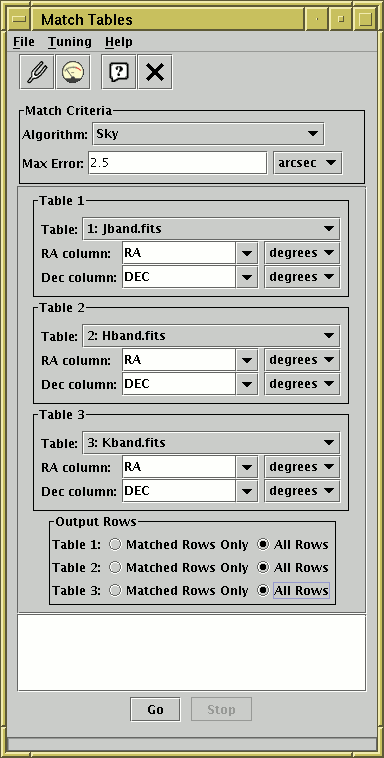 Match Tables
File Tuning Help
Match Criteria
Algorithm: Sky
Max Error: 2.5 arcsec
Table 1
Table: 1: Jband.fits
RA column: RA degrees
Dec column: DEC degrees
Table 2
Table: 2: Hband.fits
RA column: RA degrees
Dec column: DEC degrees
Table 3
Table: 3: Kband.fits
RA column: RA degrees
Dec column: DEC degrees
Output Rows
Table 1: Matched Rows Only All Rows
Table 2: Matched Rows Only All Rows
Table 3: Matched Rows Only All Rows
Go Stop